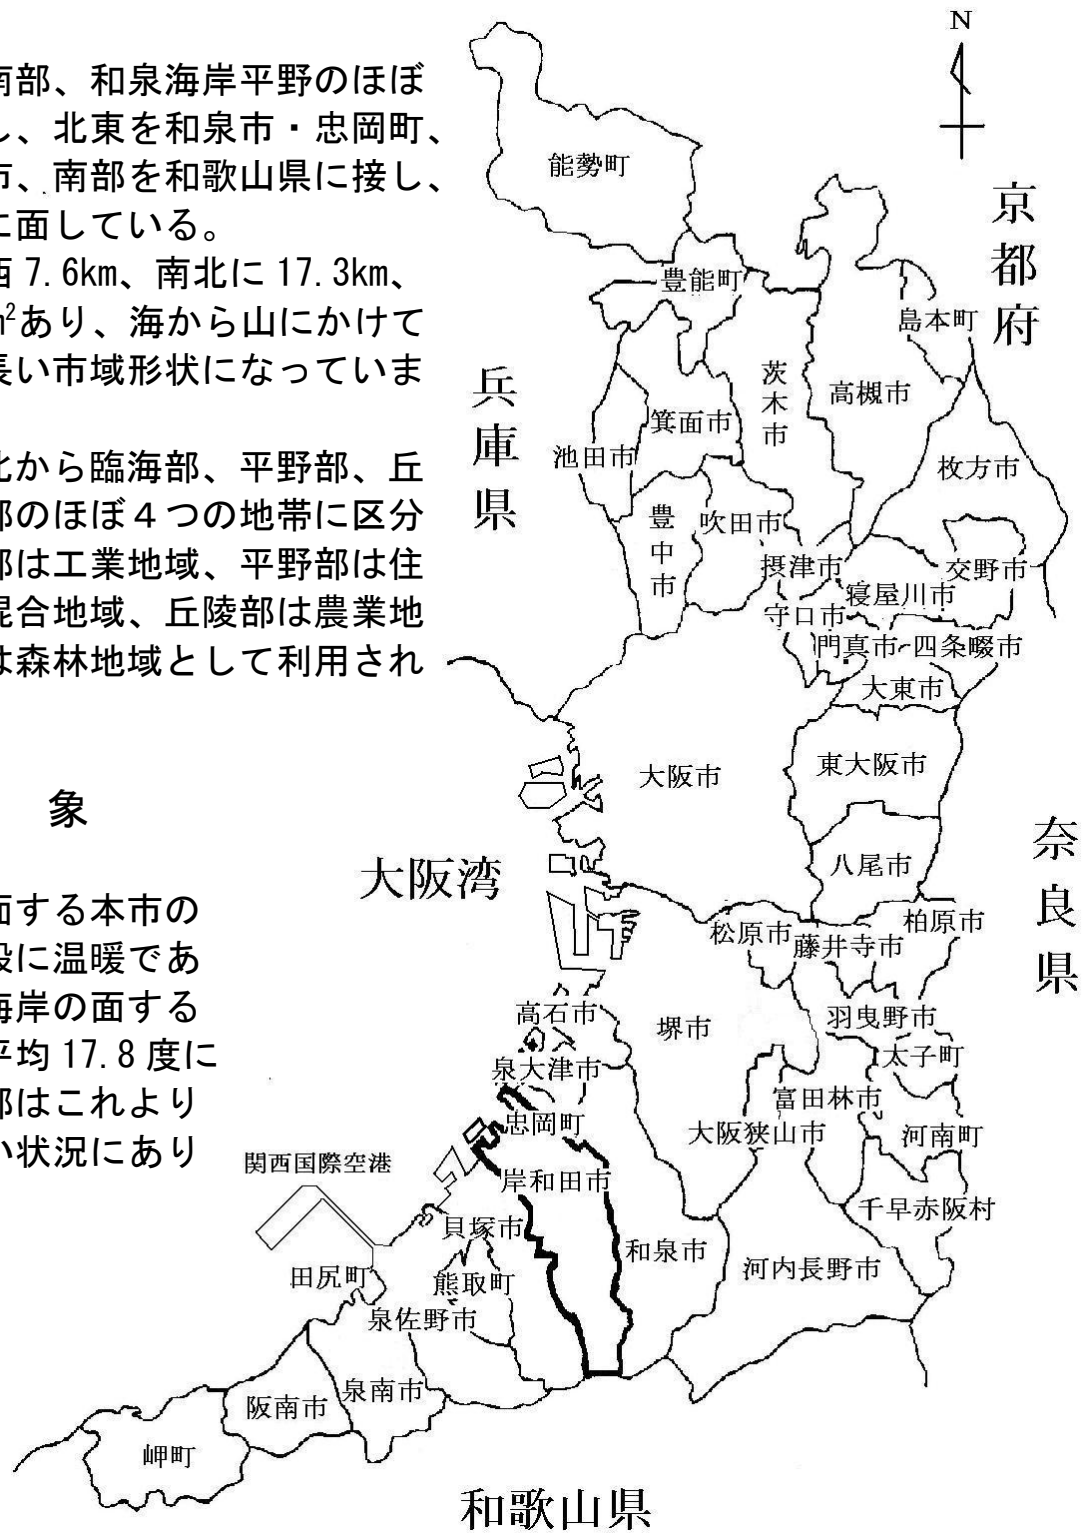 南部、和泉海岸平野のほぼ
し、北東を和泉市・忠岡町、
市、南部を和歌山県に接し、
に面している。
西 7.6km、南北に 17.3km、
㎡あり、海から山にかけて
長い市域形状になっていま
北から臨海部、平野部、丘
部のほぼ４つの地帯に区分
部は工業地域、平野部は住
混合地域、丘陵部は農業地
は森林地域として利用され
象
面する本市の
般に温暖であ
海岸の面する
平均 17.8 度に
部はこれより
い状況にあり
N
京都府
兵庫県
奈良県
大阪湾
和歌山県
能勢町
豊能町
島本町
茨木市
高槻市
箕面市
池田市
枚方市
豊中市
吹田市
摂津市
交野市
寝屋川市
守口市
門真市
四条畷市
大東市
大阪市
東大阪市
八尾市
松原市
藤井寺市
柏原市
高石市
堺市
羽曳野市
太子町
泉大津市
富田林市
忠岡町
大阪狭山市
河南町
関西国際空港
岸和田市
千早赤阪村
貝塚市
和泉市
河内長野市
田尻町
熊取町
泉佐野市
泉南市
阪南市
岬町